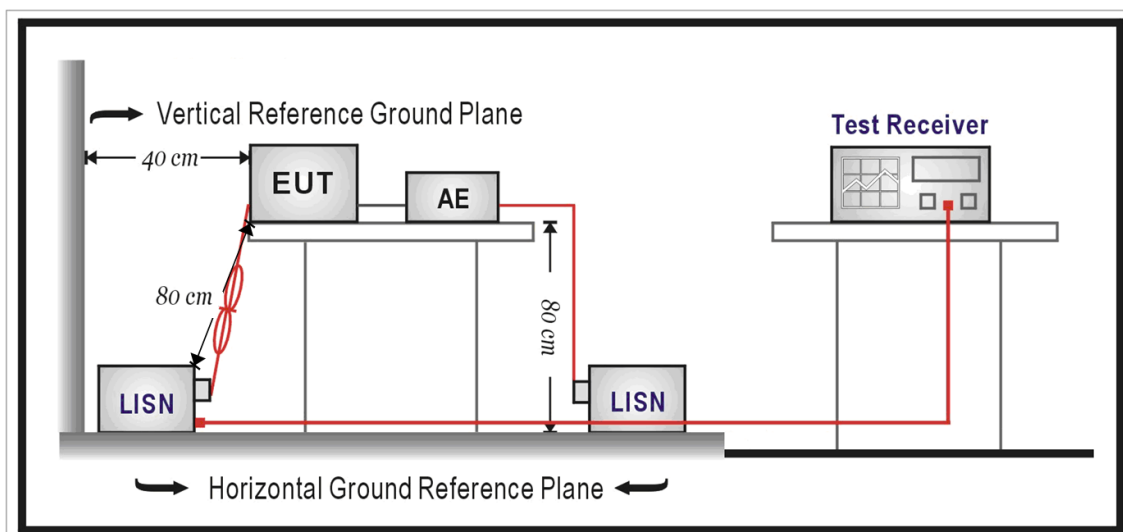 Vertical Reference Ground Plane
Test Receiver
40 cm
EUT
AE
80 cm
80 cm
LISN
LISN
Horizontal Ground Reference Plane